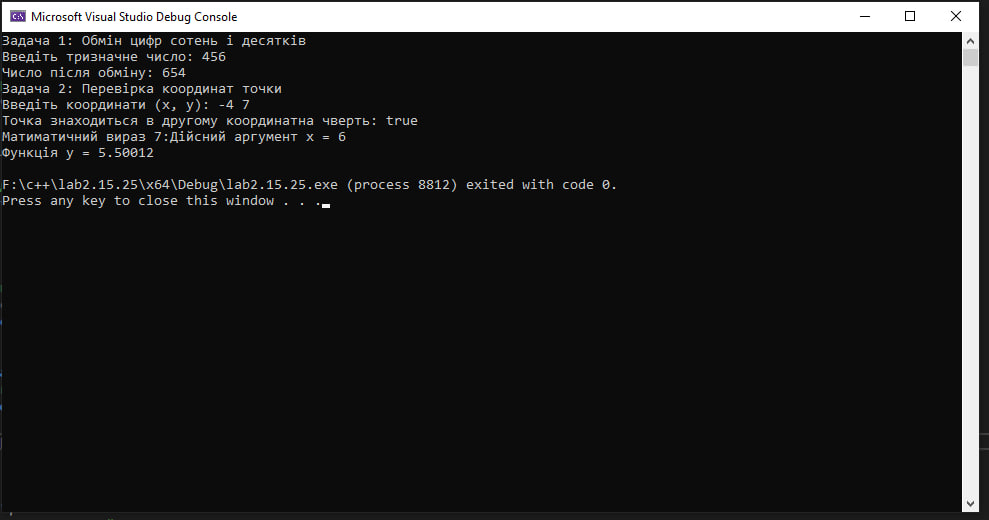 Microsoft Visual Studio Debug Console
Задача 1: Обмін цифр сотень і десятків
Введіть тризначне число: 456
Число після обміну: 654
Задача 2: Перевірка координат точки
Введіть координати (x, y): -4 7
Точка знаходиться в другому координатна чверть: true
Матиматичний вираз 7:Дійсний аргумент x = 6
Функція y = 5.50012
F:\c++\lab2.15.25\x64\Debug\lab2.15.25.exe (process 8812) exited with code 0.
Press any key to close this window . . .